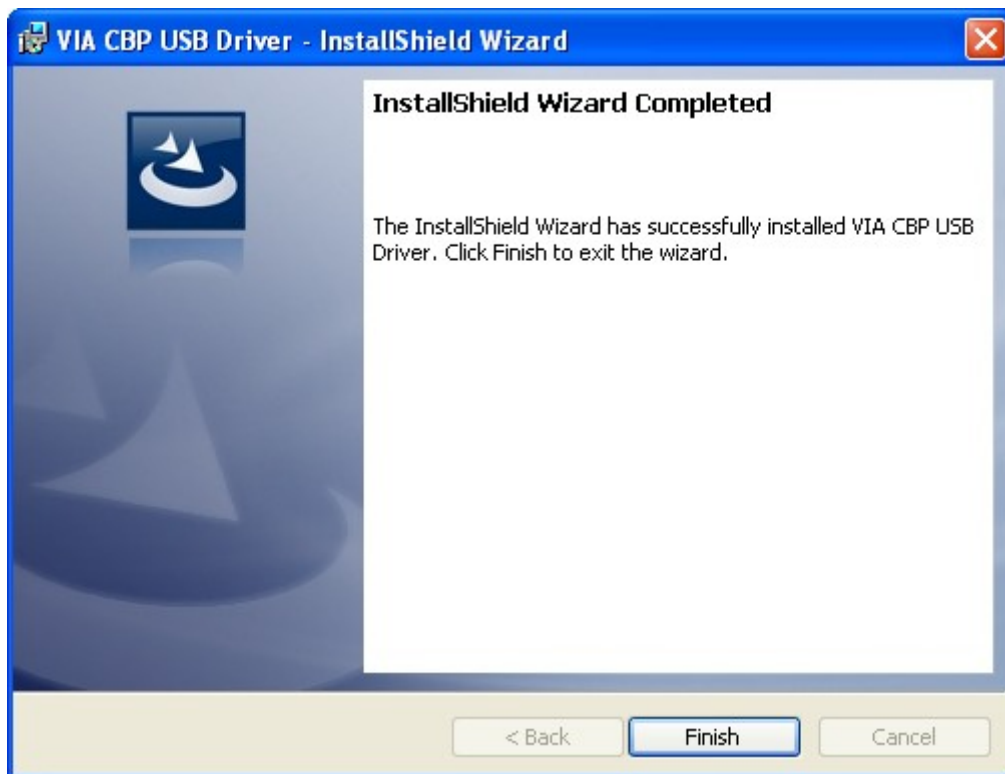 VIA CBP USB Driver - InstallShield Wizard
InstallShield Wizard Completed
The InstallShield Wizard has successfully installed VIA CBP USB
Driver. Click Finish to exit the wizard.
< Back
Finish
Cancel